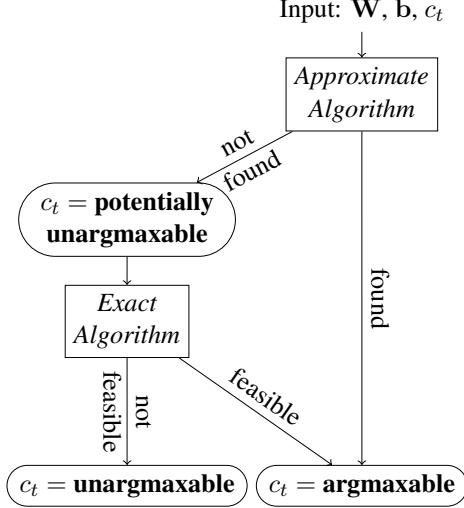 Input: W, b, c_t
Approximate
Algorithm
not
found
c_t = potentially
unargmaxable
found
Exact
Algorithm
not
feasible
feasible
c_t = unargmaxable
c_t = argmaxable